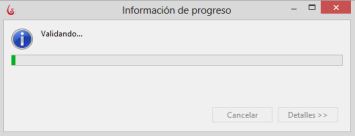 Información de progreso
Validando...
Cancelar
Detalles >>